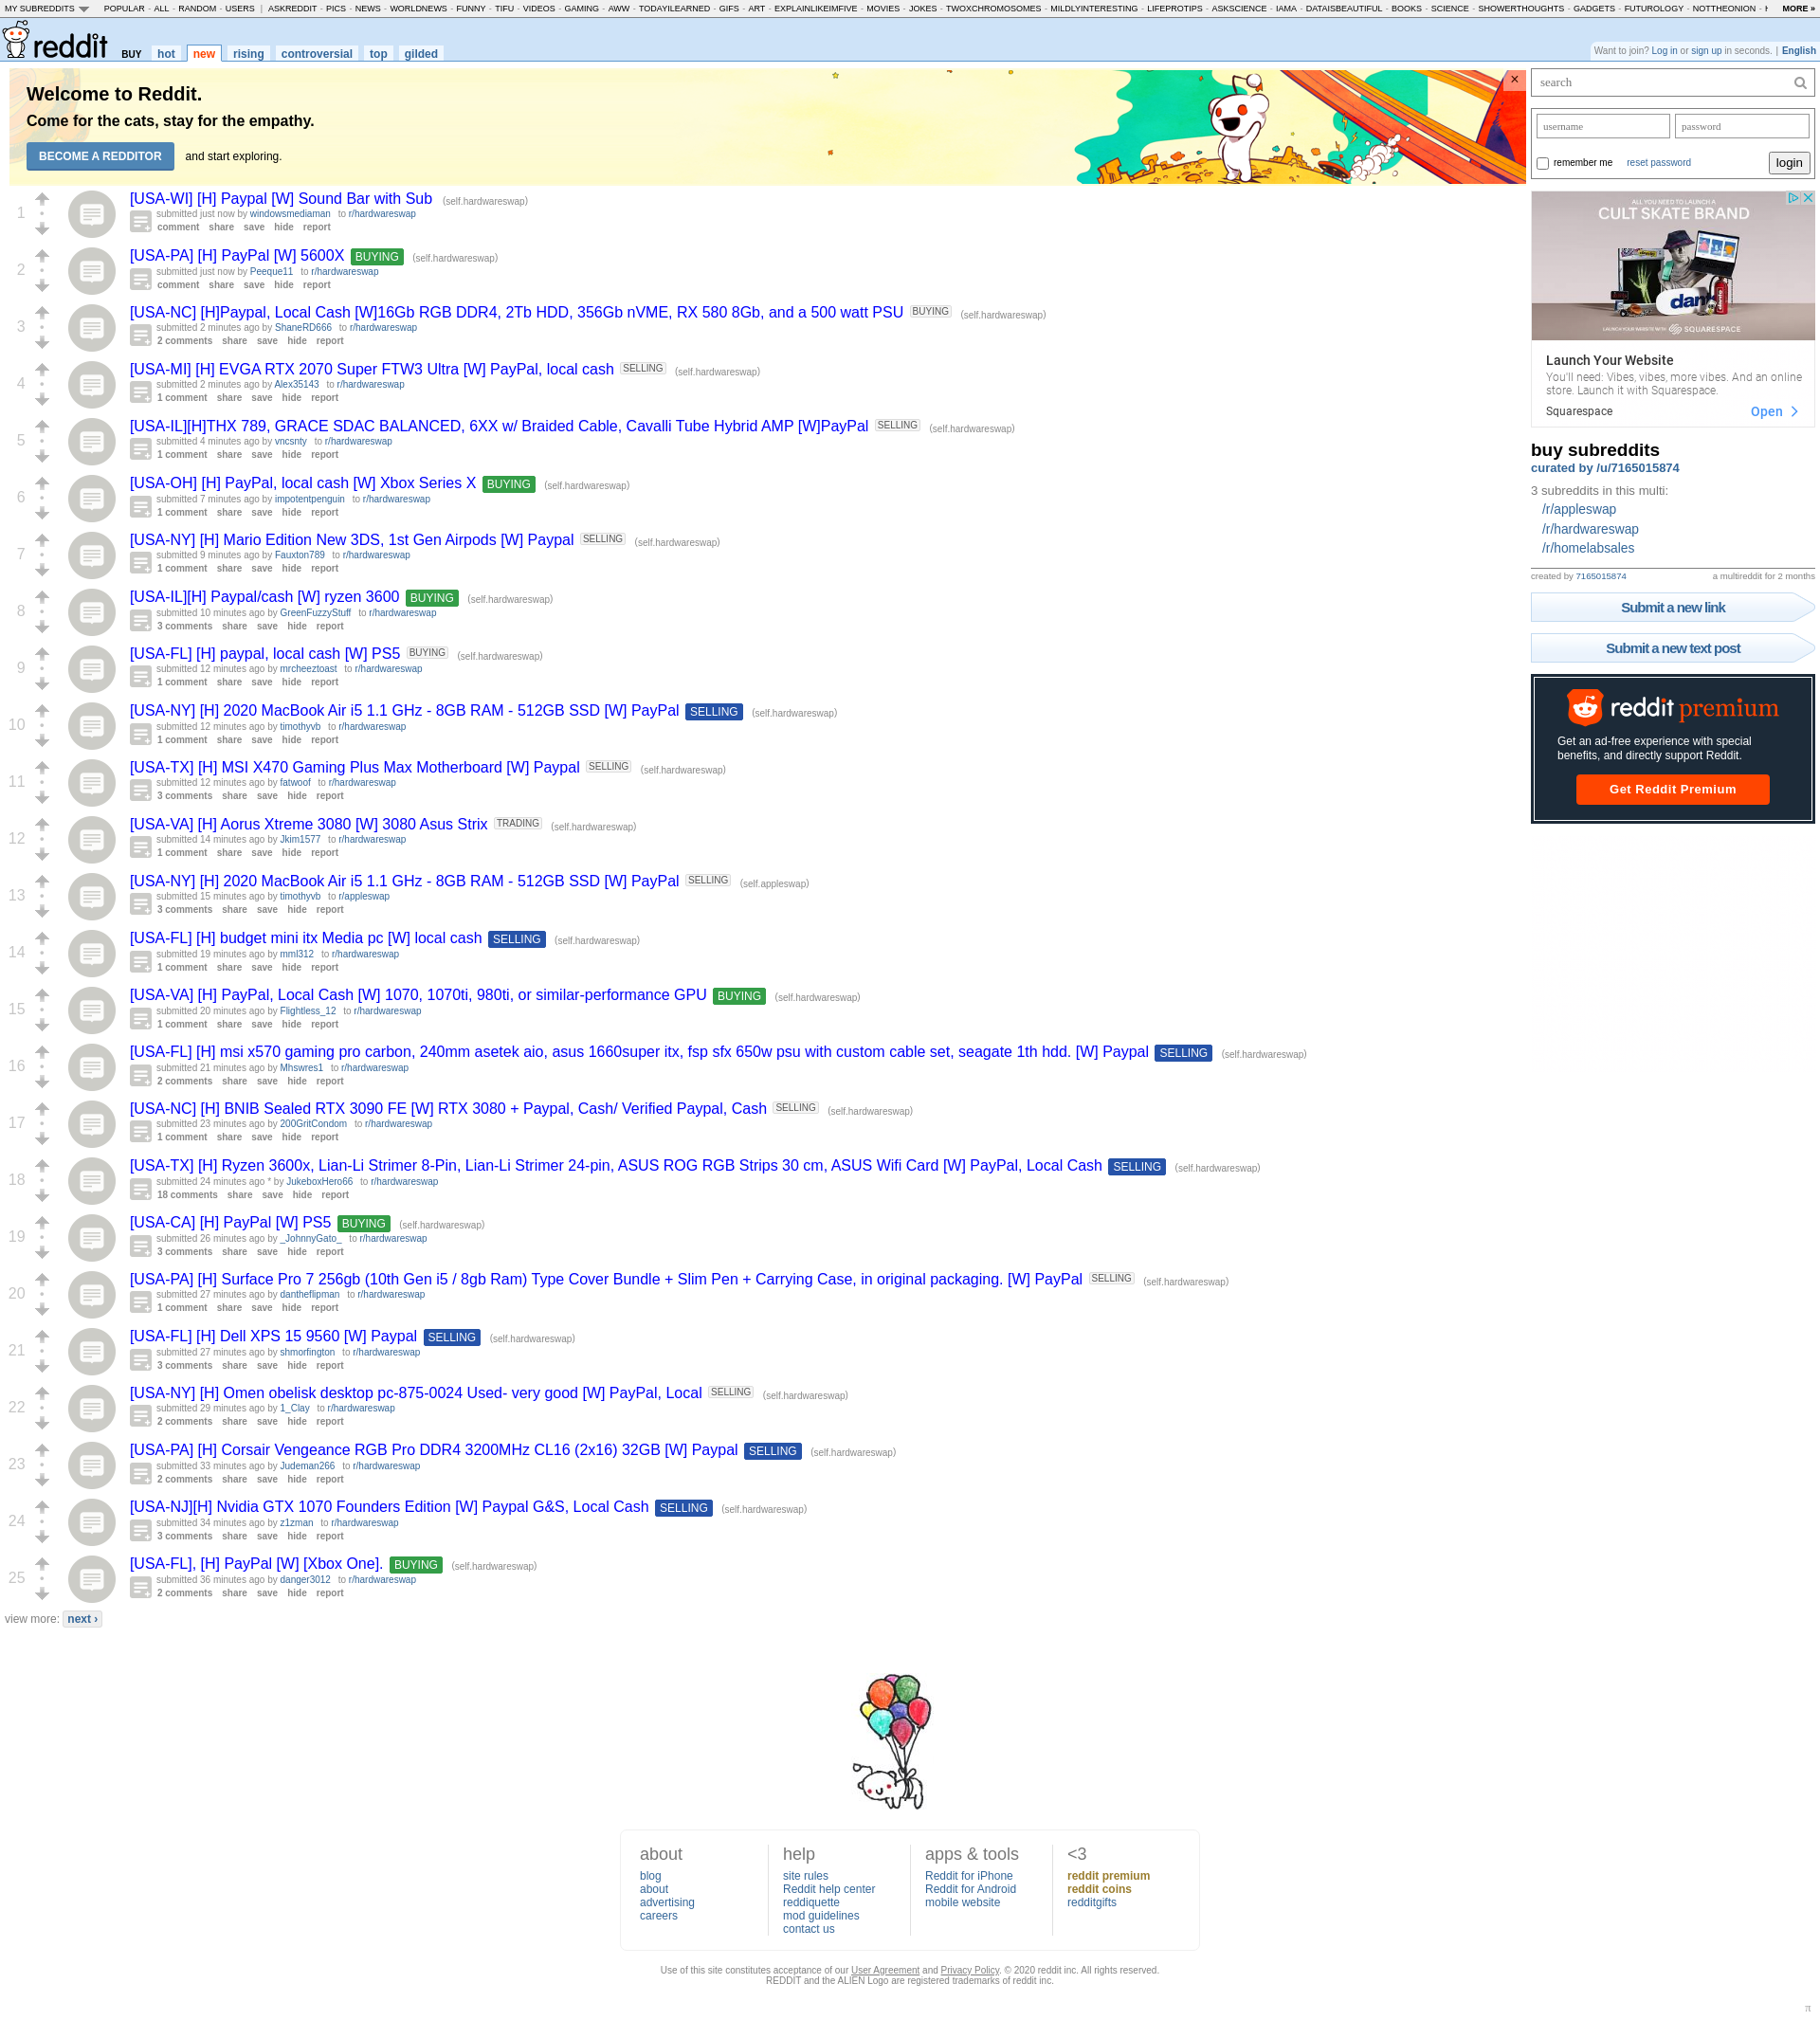 MY SUBREDDITS POPULAR - ALL - RANDOM - USERS | ASKREDDIT - PICS - NEWS - WORLDNEWS - FUNNY - TIFU - VIDEOS - GAMING - AWW - TODAYILEARNED - GIFS - ART - EXPLAINLIKEIMFIVE - MOVIES - JOKES - TWOXCHROMOSOMES - MILDLYINTERESTING - LIFEPROTIPS - ASKSCIENCE - IAMA - DATAISBEAUTIFUL - BOOKS - SCIENCE - SHOWERTHOUGHTS - GADGETS - FUTUROLOGY - NOTTHEONION - MORE »
reddit BUY hot new rising controversial top gilded
Want to join? Log in or sign up in seconds. | English
Welcome to Reddit.
Come for the cats, stay for the empathy.
BECOME A REDDITOR and start exploring.
×
1
[USA-WI] [H] Paypal [W] Sound Bar with Sub (self.hardwareswap)
submitted just now by windowsmediaman to r/hardwareswap
comment share save hide report
2
[USA-PA] [H] PayPal [W] 5600X BUYING (self.hardwareswap)
submitted just now by Peeque11 to r/hardwareswap
comment share save hide report
3
[USA-NC] [H]Paypal, Local Cash [W]16Gb RGB DDR4, 2Tb HDD, 356Gb nVME, RX 580 8Gb, and a 500 watt PSU BUYING (self.hardwareswap)
submitted 2 minutes ago by ShaneRD666 to r/hardwareswap
2 comments share save hide report
4
[USA-MI] [H] EVGA RTX 2070 Super FTW3 Ultra [W] PayPal, local cash SELLING (self.hardwareswap)
submitted 2 minutes ago by Alex35143 to r/hardwareswap
1 comment share save hide report
5
[USA-IL][H]THX 789, GRACE SDAC BALANCED, 6XX w/ Braided Cable, Cavalli Tube Hybrid AMP [W]PayPal SELLING (self.hardwareswap)
submitted 4 minutes ago by vncsnty to r/hardwareswap
1 comment share save hide report
6
[USA-OH] [H] PayPal, local cash [W] Xbox Series X BUYING (self.hardwareswap)
submitted 7 minutes ago by impotentpenguin to r/hardwareswap
1 comment share save hide report
7
[USA-NY] [H] Mario Edition New 3DS, 1st Gen Airpods [W] Paypal SELLING (self.hardwareswap)
submitted 9 minutes ago by Fauxton789 to r/hardwareswap
1 comment share save hide report
8
[USA-IL][H] Paypal/cash [W] ryzen 3600 BUYING (self.hardwareswap)
submitted 10 minutes ago by GreenFuzzyStuff to r/hardwareswap
3 comments share save hide report
9
[USA-FL] [H] paypal, local cash [W] PS5 BUYING (self.hardwareswap)
submitted 12 minutes ago by mrcheeztoast to r/hardwareswap
1 comment share save hide report
10
[USA-NY] [H] 2020 MacBook Air i5 1.1 GHz - 8GB RAM - 512GB SSD [W] PayPal SELLING (self.hardwareswap)
submitted 12 minutes ago by timothyvb to r/hardwareswap
1 comment share save hide report
11
[USA-TX] [H] MSI X470 Gaming Plus Max Motherboard [W] Paypal SELLING (self.hardwareswap)
submitted 12 minutes ago by fatwoof to r/hardwareswap
3 comments share save hide report
12
[USA-VA] [H] Aorus Xtreme 3080 [W] 3080 Asus Strix TRADING (self.hardwareswap)
submitted 14 minutes ago by Jkim1577 to r/hardwareswap
1 comment share save hide report
13
[USA-NY] [H] 2020 MacBook Air i5 1.1 GHz - 8GB RAM - 512GB SSD [W] PayPal SELLING (self.appleswap)
submitted 15 minutes ago by timothyvb to r/appleswap
3 comments share save hide report
14
[USA-FL] [H] budget mini itx Media pc [W] local cash SELLING (self.hardwareswap)
submitted 19 minutes ago by mml312 to r/hardwareswap
1 comment share save hide report
15
[USA-VA] [H] PayPal, Local Cash [W] 1070, 1070ti, 980ti, or similar-performance GPU BUYING (self.hardwareswap)
submitted 20 minutes ago by Flightless_12 to r/hardwareswap
1 comment share save hide report
16
[USA-FL] [H] msi x570 gaming pro carbon, 240mm asetek aio, asus 1660super itx, fsp sfx 650w psu with custom cable set, seagate 1th hdd. [W] Paypal SELLING (self.hardwareswap)
submitted 21 minutes ago by Mhswres1 to r/hardwareswap
2 comments share save hide report
17
[USA-NC] [H] BNIB Sealed RTX 3090 FE [W] RTX 3080 + Paypal, Cash/ Verified Paypal, Cash SELLING (self.hardwareswap)
submitted 23 minutes ago by 200GritCondom to r/hardwareswap
1 comment share save hide report
18
[USA-TX] [H] Ryzen 3600x, Lian-Li Strimer 8-Pin, Lian-Li Strimer 24-pin, ASUS ROG RGB Strips 30 cm, ASUS Wifi Card [W] PayPal, Local Cash SELLING (self.hardwareswap)
submitted 24 minutes ago * by JukeboxHero66 to r/hardwareswap
18 comments share save hide report
19
[USA-CA] [H] PayPal [W] PS5 BUYING (self.hardwareswap)
submitted 26 minutes ago by _JohnnyGato_ to r/hardwareswap
3 comments share save hide report
20
[USA-PA] [H] Surface Pro 7 256gb (10th Gen i5 / 8gb Ram) Type Cover Bundle + Slim Pen + Carrying Case, in original packaging. [W] PayPal SELLING (self.hardwareswap)
submitted 27 minutes ago by dantheflipman to r/hardwareswap
1 comment share save hide report
21
[USA-FL] [H] Dell XPS 15 9560 [W] Paypal SELLING (self.hardwareswap)
submitted 27 minutes ago by shmorfington to r/hardwareswap
3 comments share save hide report
22
[USA-NY] [H] Omen obelisk desktop pc-875-0024 Used- very good [W] PayPal, Local SELLING (self.hardwareswap)
submitted 29 minutes ago by 1_Clay to r/hardwareswap
2 comments share save hide report
23
[USA-PA] [H] Corsair Vengeance RGB Pro DDR4 3200MHz CL16 (2x16) 32GB [W] Paypal SELLING (self.hardwareswap)
submitted 33 minutes ago by Judeman266 to r/hardwareswap
2 comments share save hide report
24
[USA-NJ][H] Nvidia GTX 1070 Founders Edition [W] Paypal G&S, Local Cash SELLING (self.hardwareswap)
submitted 34 minutes ago by z1zman to r/hardwareswap
3 comments share save hide report
25
[USA-FL], [H] PayPal [W] [Xbox One]. BUYING (self.hardwareswap)
submitted 36 minutes ago by danger3012 to r/hardwareswap
2 comments share save hide report
view more: next ›
search
username password
remember me reset password login
ALL YOU NEED TO LAUNCH A
CULT SKATE BRAND
LAUNCH YOUR WEBSITE WITH SQUARESPACE
Launch Your Website
You'll need: Vibes, vibes, more vibes. And an online
store. Launch it with Squarespace.
Squarespace Open
buy subreddits
curated by /u/7165015874
3 subreddits in this multi:
/r/appleswap
/r/hardwareswap
/r/homelabsales
created by 7165015874 a multireddit for 2 months
Submit a new link
Submit a new text post
reddit premium
Get an ad-free experience with special
benefits, and directly support Reddit.
Get Reddit Premium
about
blog
about
advertising
careers
help
site rules
Reddit help center
reddiquette
mod guidelines
contact us
apps & tools
Reddit for iPhone
Reddit for Android
mobile website
<3
reddit premium
reddit coins
redditgifts
Use of this site constitutes acceptance of our User Agreement and Privacy Policy. © 2020 reddit inc. All rights reserved.
REDDIT and the ALIEN Logo are registered trademarks of reddit inc.
π